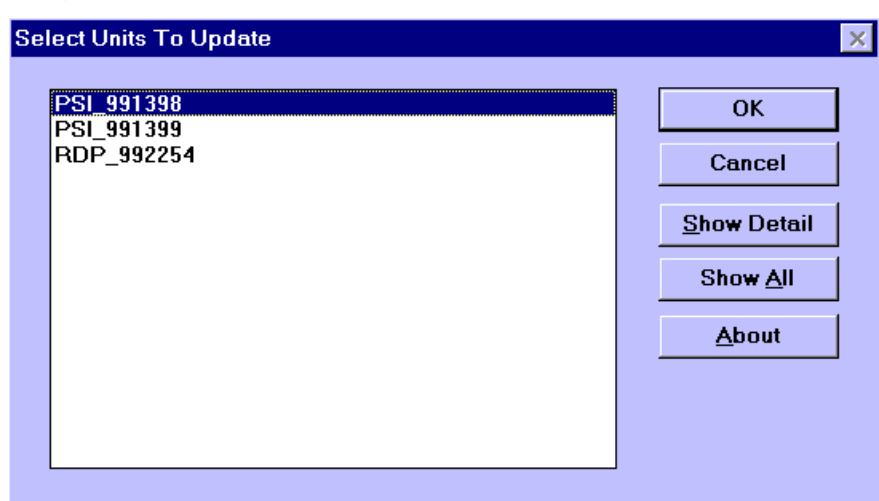 Select Units To Update
PSI_991398
PSI_991399
RDP_992254
OK
Cancel
Show Detail
Show All
About